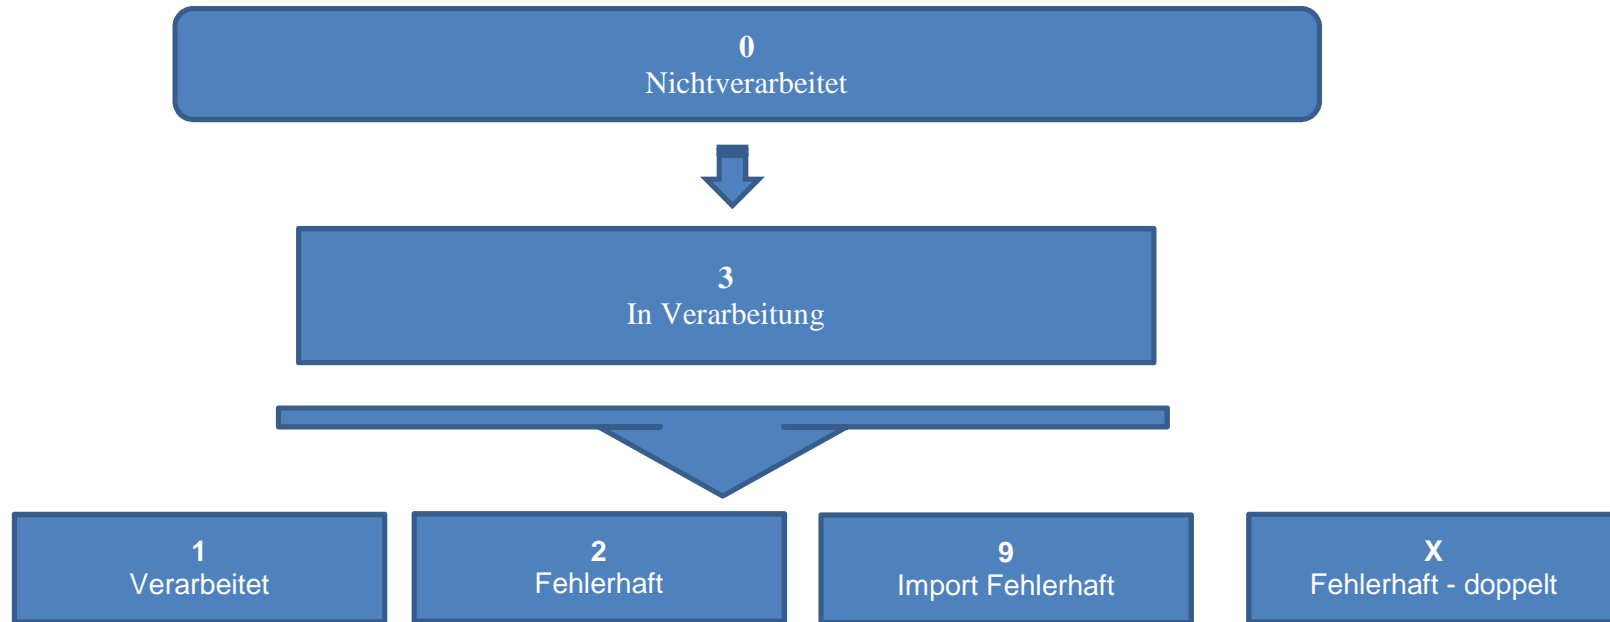 0
Nichtverarbeitet
3
In Verarbeitung
1
Verarbeitet
2
Fehlerhaft
9
Import Fehlerhaft
X
Fehlerhaft - doppelt